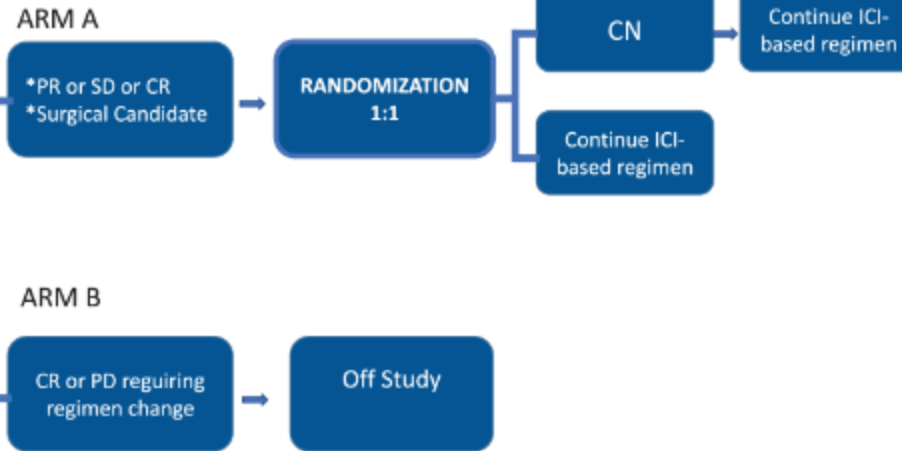 ARM A
*PR or SD or CR
*Surgical Candidate
RANDOMIZATION
1:1
CN
Continue ICI-
based regimen
Continue ICI-
based regimen
ARM B
CR or PD reguiring
regimen change
Off Study